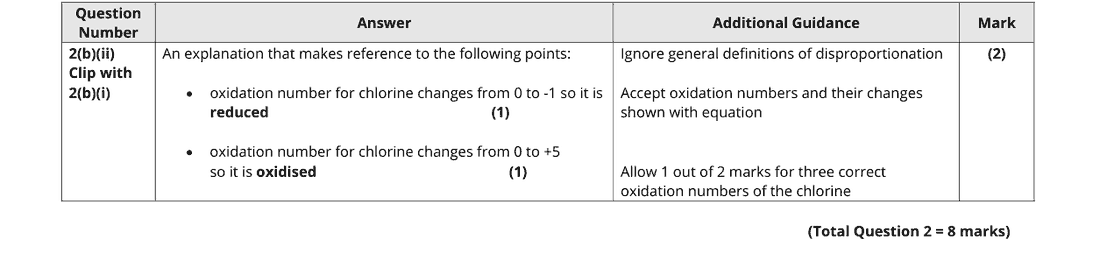 Question Number Answer Additional Guidance Mark
2(b)(ii) An explanation that makes reference to the following points: Ignore general definitions of disproportionation (2)
Clip with
2(b)(i) • oxidation number for chlorine changes from 0 to -1 so it is Accept oxidation numbers and their changes
reduced (1) shown with equation
• oxidation number for chlorine changes from 0 to +5
so it is oxidised (1) Allow 1 out of 2 marks for three correct
oxidation numbers of the chlorine
(Total Question 2 = 8 marks)